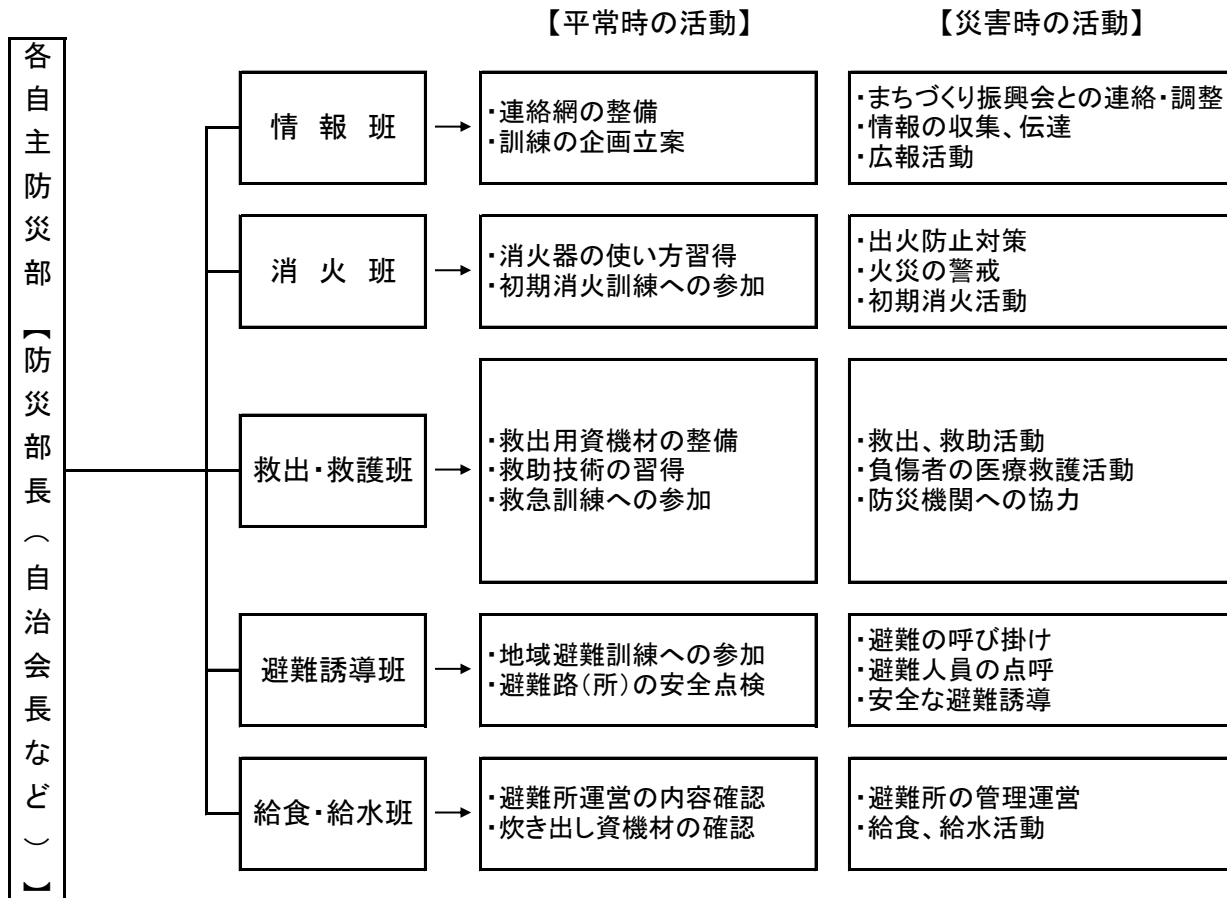 【平常時の活動】
【災害時の活動】
各自主防災部【防災部長（自治会長など）】
情報班
・連絡網の整備
・訓練の企画立案
・まちづくり振興会との連絡・調整
・情報の収集、伝達
・広報活動
消火班
・消火器の使い方習得
・初期消火訓練への参加
・出火防止対策
・火災の警戒
・初期消火活動
救出・救護班
・救出用資機材の整備
・救助技術の習得
・救急訓練への参加
・救出、救助活動
・負傷者の医療救護活動
・防災機関への協力
避難誘導班
・地域避難訓練への参加
・避難路（所）の安全点検
・避難の呼び掛け
・避難人員の点呼
・安全な避難誘導
給食・給水班
・避難所運営の内容確認
・炊き出し資機材の確認
・避難所の管理運営
・給食、給水活動